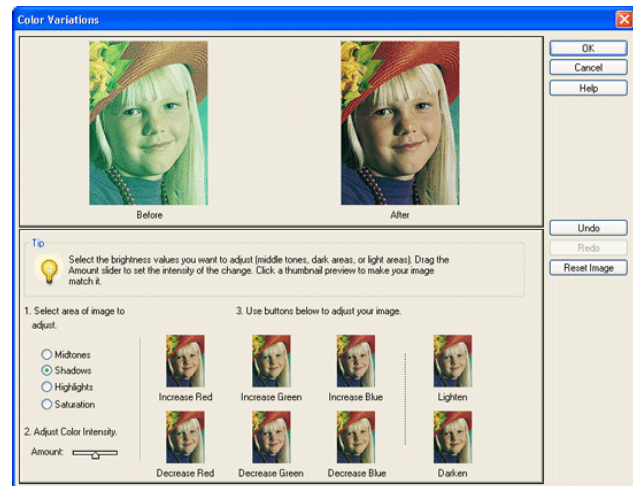 Color Variations
OK
Cancel
Help
Before
After
Undo
Redo
Reset Image
Tip
Select the brightness values you want to adjust (middle tones, dark areas, or light areas). Drag the
Amount slider to set the intensity of the change. Click a thumbnail preview to make your image
match it.
1. Select area of image to
adjust.
3. Use buttons below to adjust your image.
Midtones
Shadows
Highlights
Saturation
Increase Red
Increase Green
Increase Blue
Lighten
2. Adjust Color Intensity.
Amount:
Decrease Red
Decrease Green
Decrease Blue
Darken